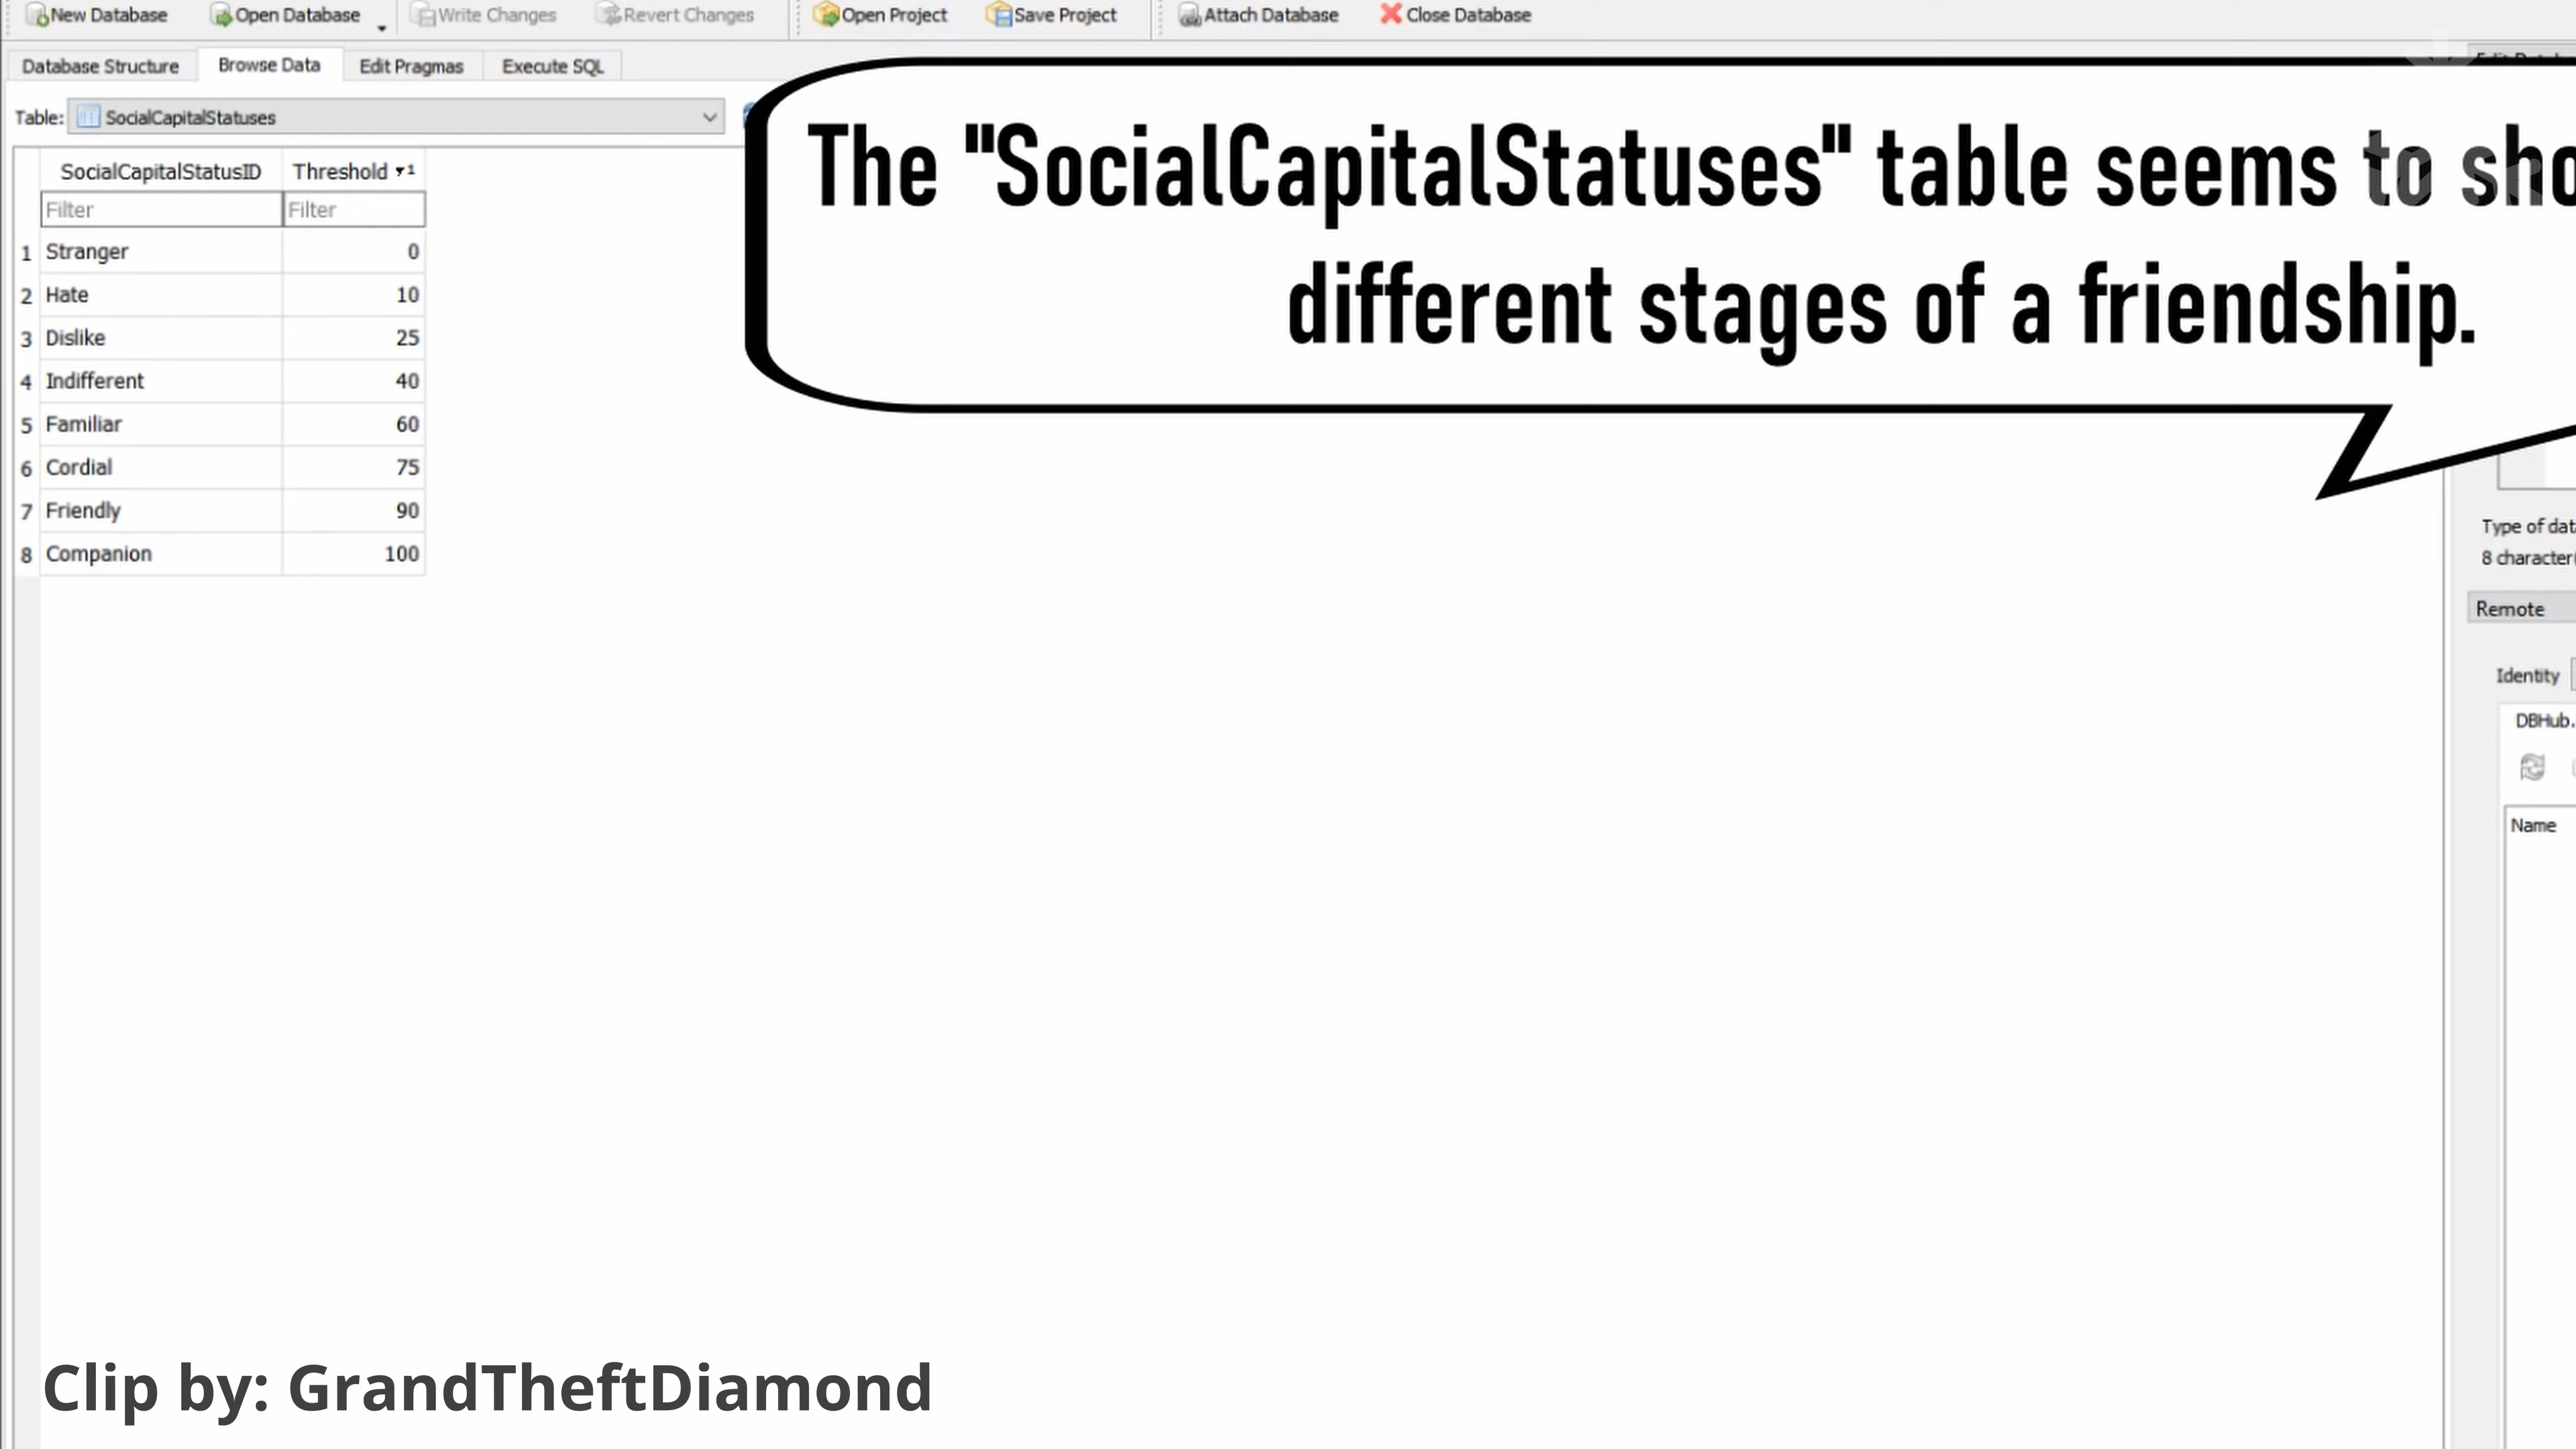 New Database Open Database Write Changes Revert Changes Open Project Save Project Attach Database Close Database
Database Structure Browse Data Edit Pragmas Execute SQL
Table: SocialCapitalStatuses
The "SocialCapitalStatuses" table seems to sho
different stages of a friendship.
SocialCapitalStatusID Threshold 1
Filter Filter
1 Stranger 0
2 Hate 10
3 Dislike 25
4 Indifferent 40
5 Familiar 60
6 Cordial 75
7 Friendly 90
8 Companion 100
Type of dat
8 character(
Remote
Identity
DBHub.
Name
Clip by: GrandTheftDiamond